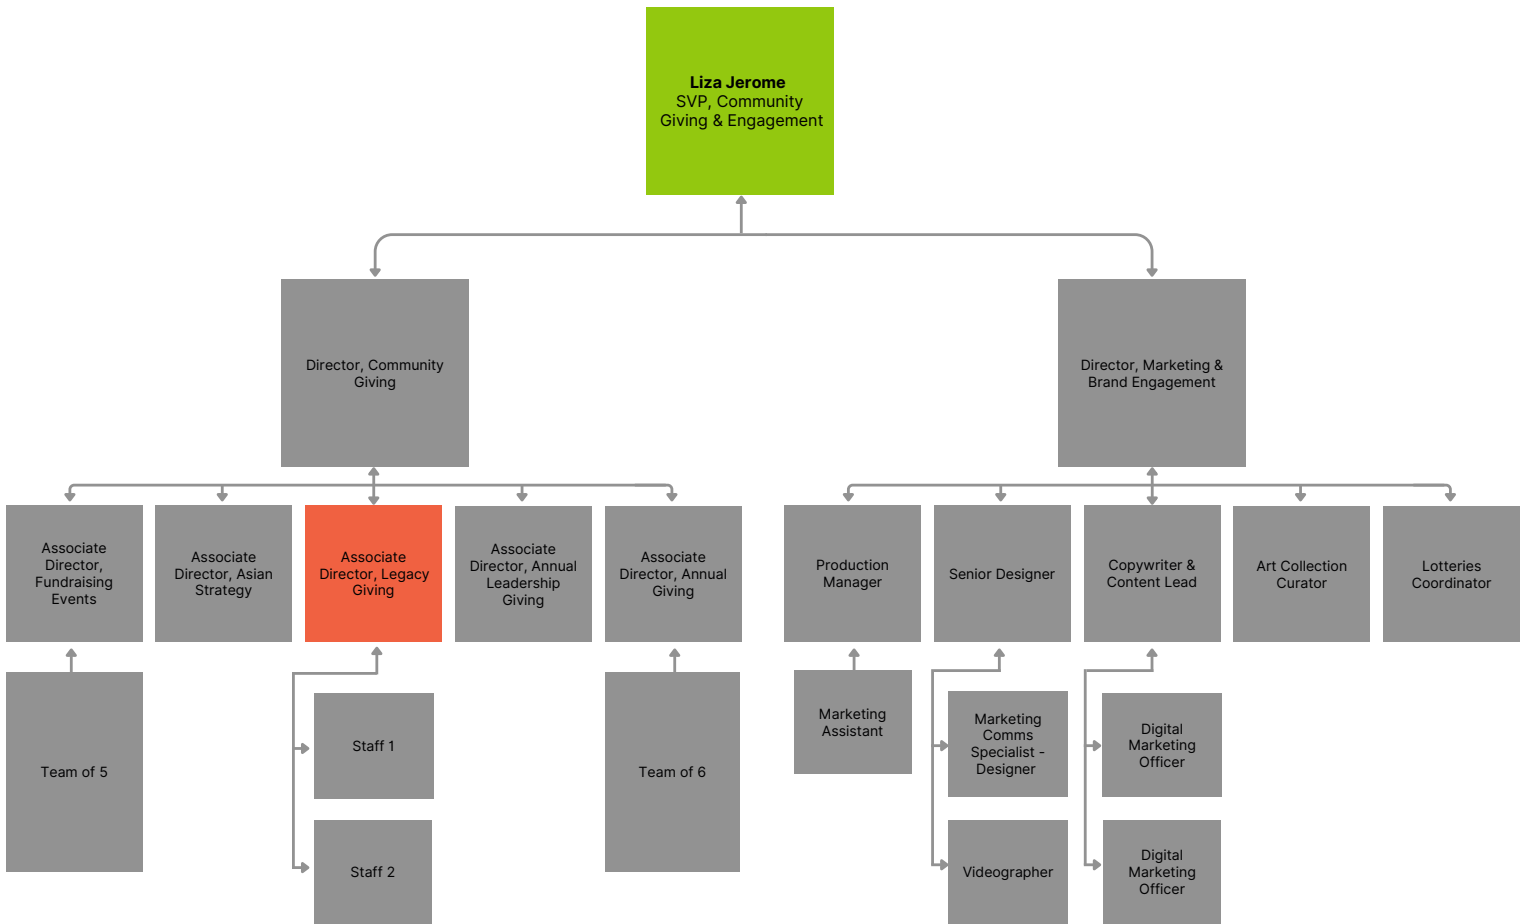 Liza Jerome
SVP, Community
Giving & Engagement
Director, Community
Giving
Director, Marketing &
Brand Engagement
Associate
Director,
Fundraising
Events
Associate
Director, Asian
Strategy
Associate
Director, Legacy
Giving
Associate
Director, Annual
Leadership
Giving
Associate
Director, Annual
Giving
Production
Manager
Senior Designer
Copywriter &
Content Lead
Art Collection
Curator
Lotteries
Coordinator
Team of 5
Staff 1
Staff 2
Team of 6
Marketing
Assistant
Marketing
Comms
Specialist -
Designer
Videographer
Digital
Marketing
Officer
Digital
Marketing
Officer